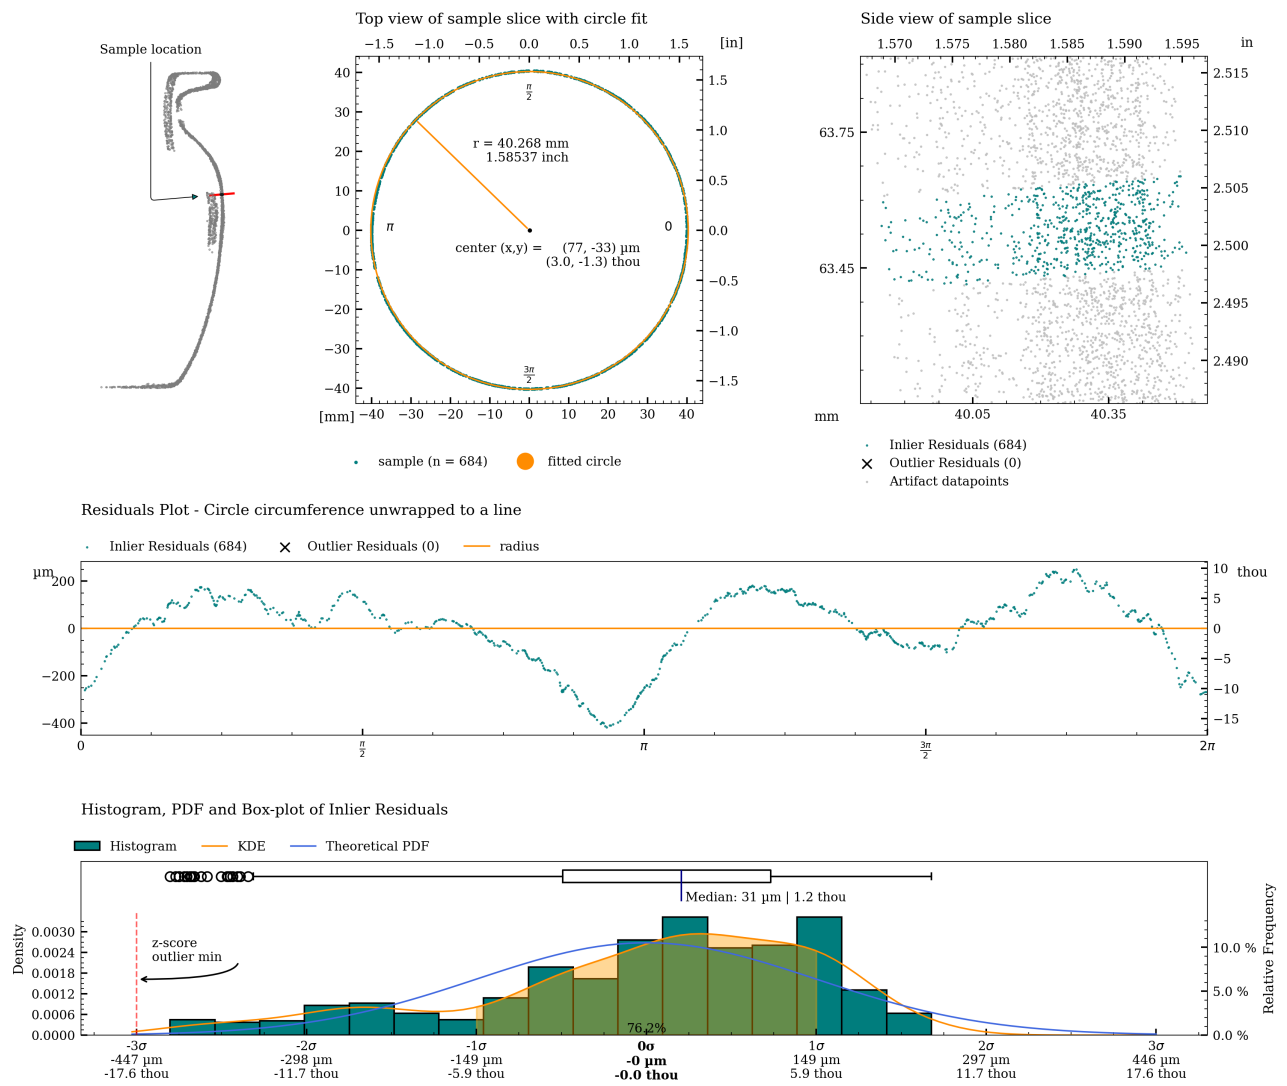 Top view of sample slice with circle fit
Side view of sample slice
Sample location
−1.5 −1.0 −0.5 0.0 0.5 1.0 1.5 [in]
1.570 1.575 1.580 1.585 1.590 1.595 in
40
30
20
10
0
−10
−20
−30
−40
π/2
r = 40.268 mm
1.58537 inch
π
0
center (x,y) = (77, -33) µm
(3.0, -1.3) thou
3π/2
1.5
1.0
0.5
0.0
−0.5
−1.0
−1.5
[mm] −40 −30 −20 −10 0 10 20 30 40
63.75
63.45
2.515
2.510
2.505
2.500
2.495
2.490
mm 40.05 40.35
sample (n = 684) fitted circle
Inlier Residuals (684)
Outlier Residuals (0)
Artifact datapoints
Residuals Plot - Circle circumference unwrapped to a line
Inlier Residuals (684) Outlier Residuals (0) radius
µm
200
0
−200
−400
10 thou
5
0
−5
−10
−15
0 π/2 π 3π/2 2π
Histogram, PDF and Box-plot of Inlier Residuals
Histogram KDE Theoretical PDF
Median: 31 µm | 1.2 thou
z-score
outlier min
Density
0.0030
0.0024
0.0018
0.0012
0.0006
0.0000
10.0 %
5.0 %
0.0 %
Relative Frequency
76.2%
-3σ -2σ -1σ 0σ 1σ 2σ 3σ
-447 µm -298 µm -149 µm -0 µm 149 µm 297 µm 446 µm
-17.6 thou -11.7 thou -5.9 thou -0.0 thou 5.9 thou 11.7 thou 17.6 thou